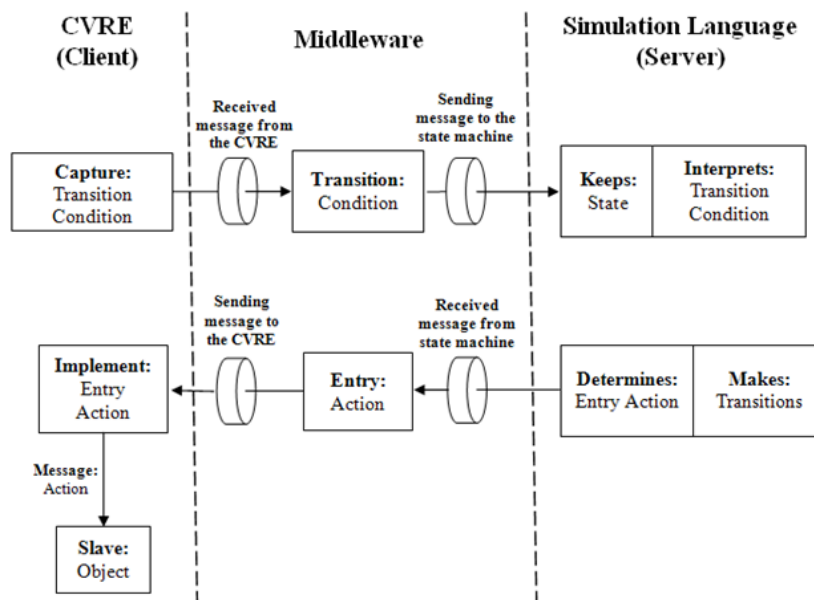 CVRE
(Client)
Middleware
Simulation Language
(Server)
Received
message from
the CVRE
Sending
message to the
state machine
Capture:
Transition
Condition
Transition:
Condition
Keeps:
State
Interprets:
Transition
Condition
Sending
message to
the CVRE
Received
message from
state machine
Implement:
Entry
Action
Entry:
Action
Determines:
Entry Action
Makes:
Transitions
Message:
Action
Slave:
Object